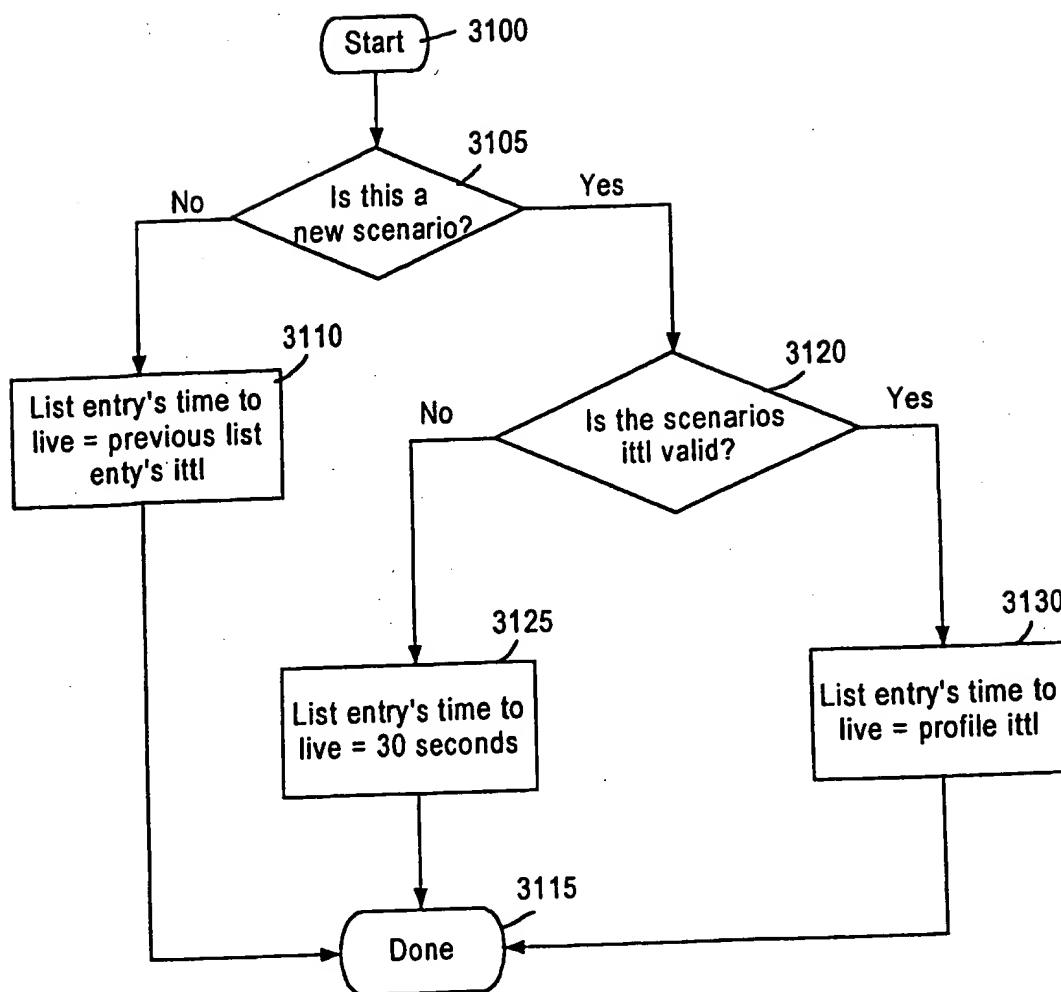 Start
3100
3105
Is this a
new scenario?
No
Yes
3110
List entry's time to
live = previous list
enty's ittl
3120
Is the scenarios
ittl valid?
No
Yes
3125
List entry's time to
live = 30 seconds
3130
List entry's time to
live = profile ittl
3115
Done